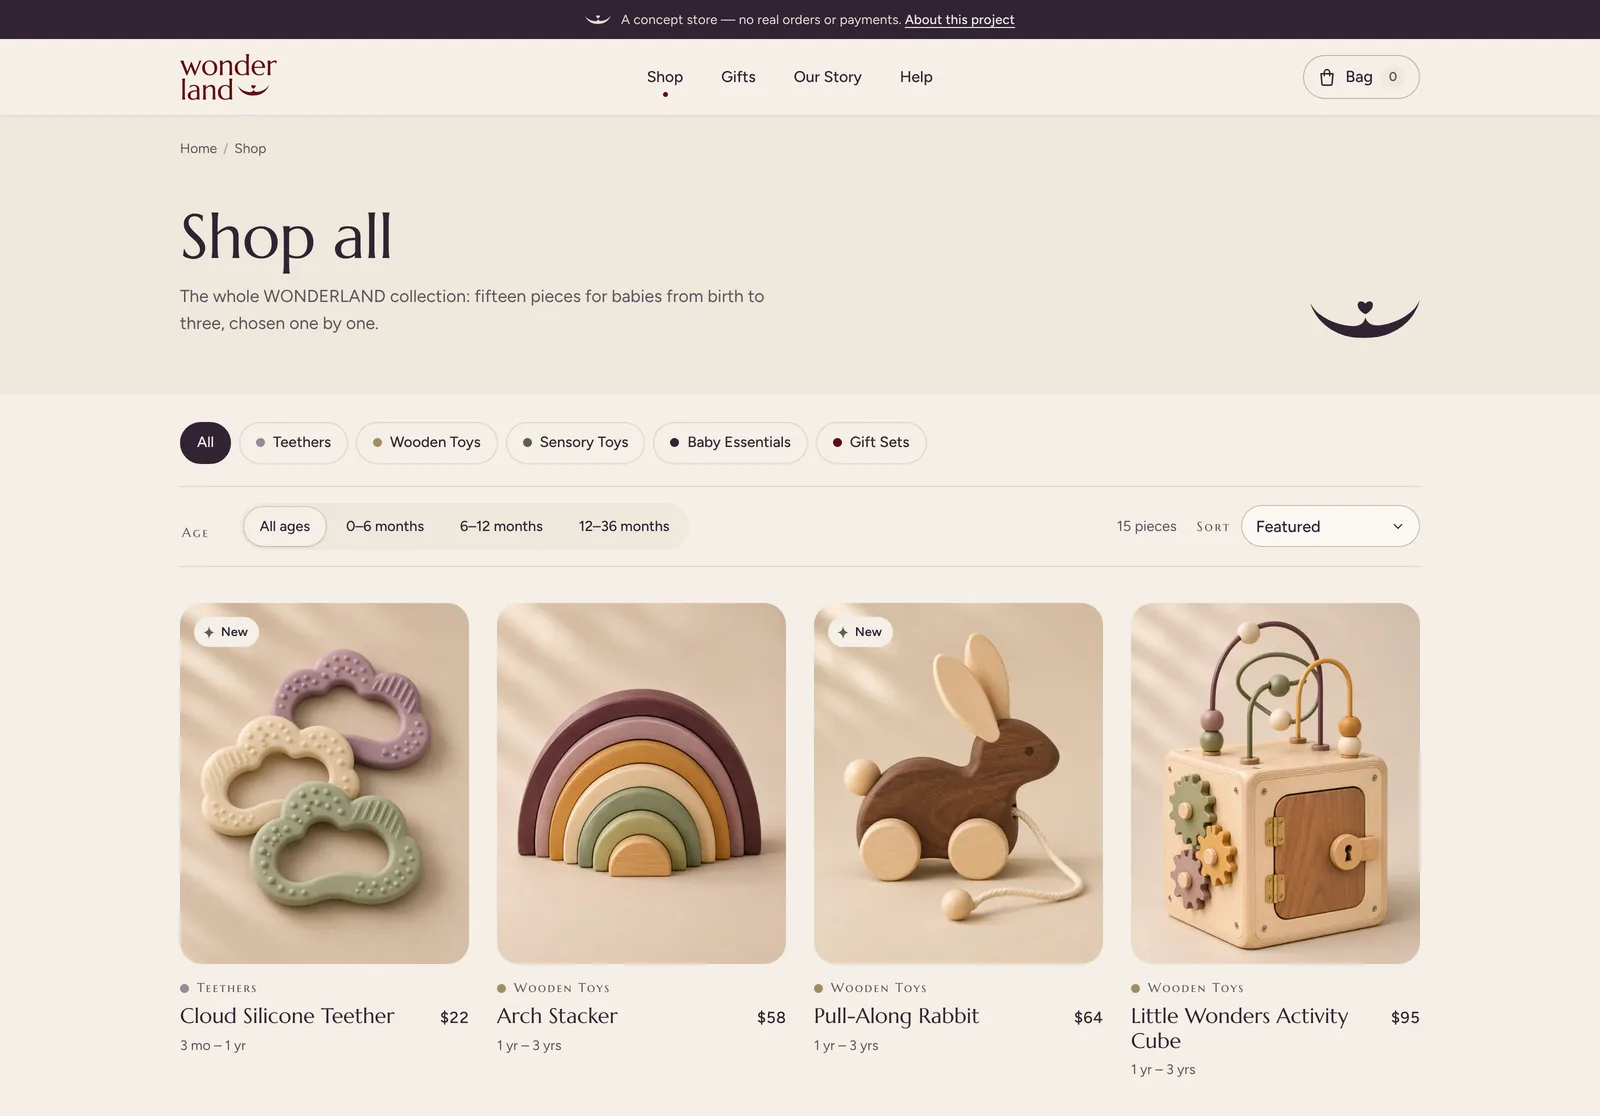 A concept store — no real orders or payments. About this project
wonder
land
Shop
Gifts
Our Story
Help
Bag 0
Home / Shop
Shop all
The whole WONDERLAND collection: fifteen pieces for babies from birth to
three, chosen one by one.
All
Teethers
Wooden Toys
Sensory Toys
Baby Essentials
Gift Sets
Age
All ages
0–6 months
6–12 months
12–36 months
15 pieces
Sort
Featured
New
New
Teethers
Cloud Silicone Teether
$22
3 mo – 1 yr
Wooden Toys
Arch Stacker
$58
1 yr – 3 yrs
Wooden Toys
Pull-Along Rabbit
$64
1 yr – 3 yrs
Wooden Toys
Little Wonders Activity
Cube
$95
1 yr – 3 yrs